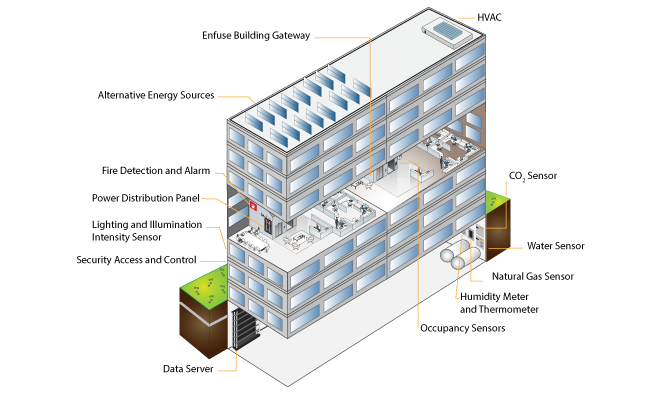 HVAC
Enfuse Building Gateway
Alternative Energy Sources
Fire Detection and Alarm
Power Distribution Panel
Lighting and Illumination
Intensity Sensor
Security Access and Control
Data Server
CO2 Sensor
Water Sensor
Natural Gas Sensor
Humidity Meter
and Thermometer
Occupancy Sensors